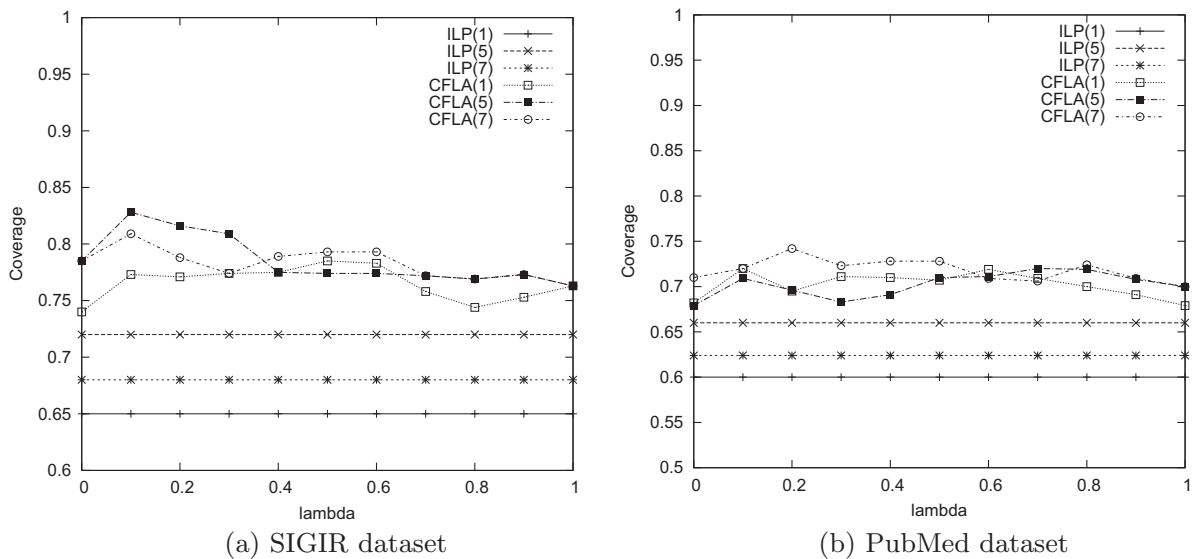 1
0.95
0.9
0.85
0.8
0.75
0.7
0.65
0.6
Coverage
ILP(1)
ILP(5)
ILP(7)
CFLA(1)
CFLA(5)
CFLA(7)
0 0.2 0.4 0.6 0.8 1
lambda
(a) SIGIR dataset
1
0.95
0.9
0.85
0.8
0.75
0.7
0.65
0.6
0.55
0.5
Coverage
ILP(1)
ILP(5)
ILP(7)
CFLA(1)
CFLA(5)
CFLA(7)
0 0.2 0.4 0.6 0.8 1
lambda
(b) PubMed dataset